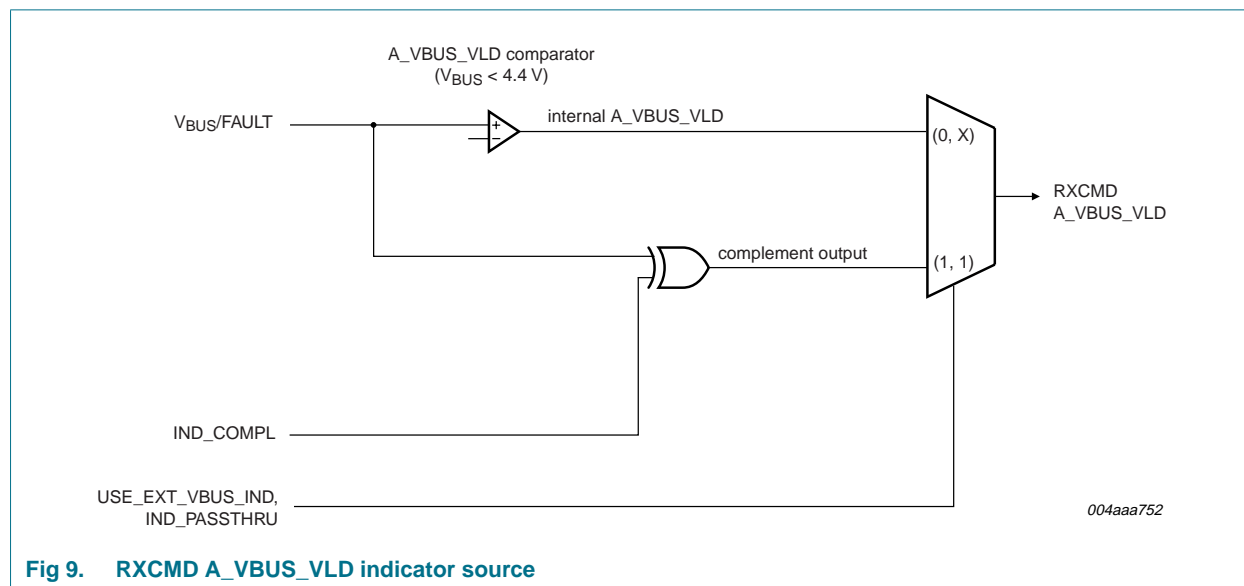 A_VBUS_VLD comparator
(VBUS < 4.4 V)
VBUS/FAULT
+
−
internal A_VBUS_VLD
(0, X)
RXCMD
A_VBUS_VLD
complement output
(1, 1)
IND_COMPL
USE_EXT_VBUS_IND,
IND_PASSTHRU
004aaa752
Fig 9. RXCMD A_VBUS_VLD indicator source